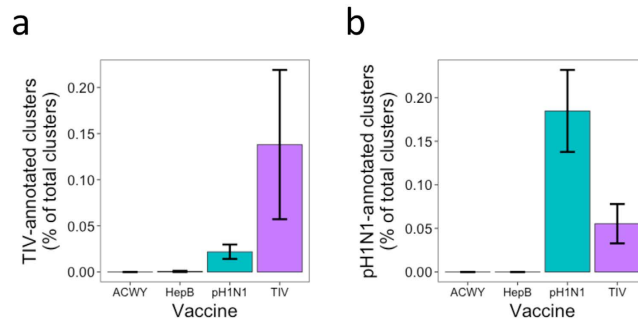 a
TIV-annotated clusters
(% of total clusters)
0.20
0.15
0.10
0.05
0.00
ACWY HepB pH1N1 TIV
Vaccine
b
pH1N1-annotated clusters
(% of total clusters)
0.20
0.15
0.10
0.05
0.00
ACWY HepB pH1N1 TIV
Vaccine